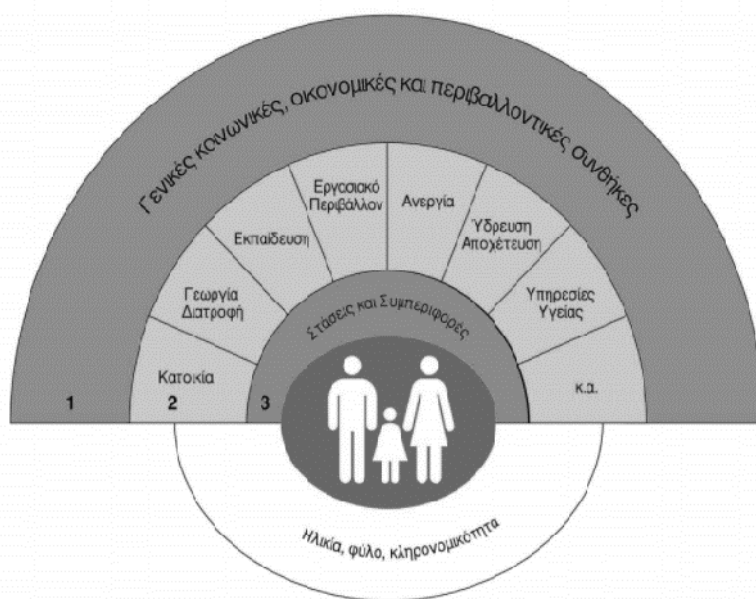 Γενικές κοινωνικές, οικονομικές και περιβαλλοντικές συνθήκες
Εργασιακό
Περιβάλλον
Ανεργία
Εκπαίδευση
Ύδρευση
Αποχέτευση
Γεωργία
Διατροφή
Υπηρεσίες
Υγείας
Στάσεις και Συμπεριφορές
Κατοικία
κ.α.
1
2
3
Ηλικία, φύλο, κληρονομικότητα